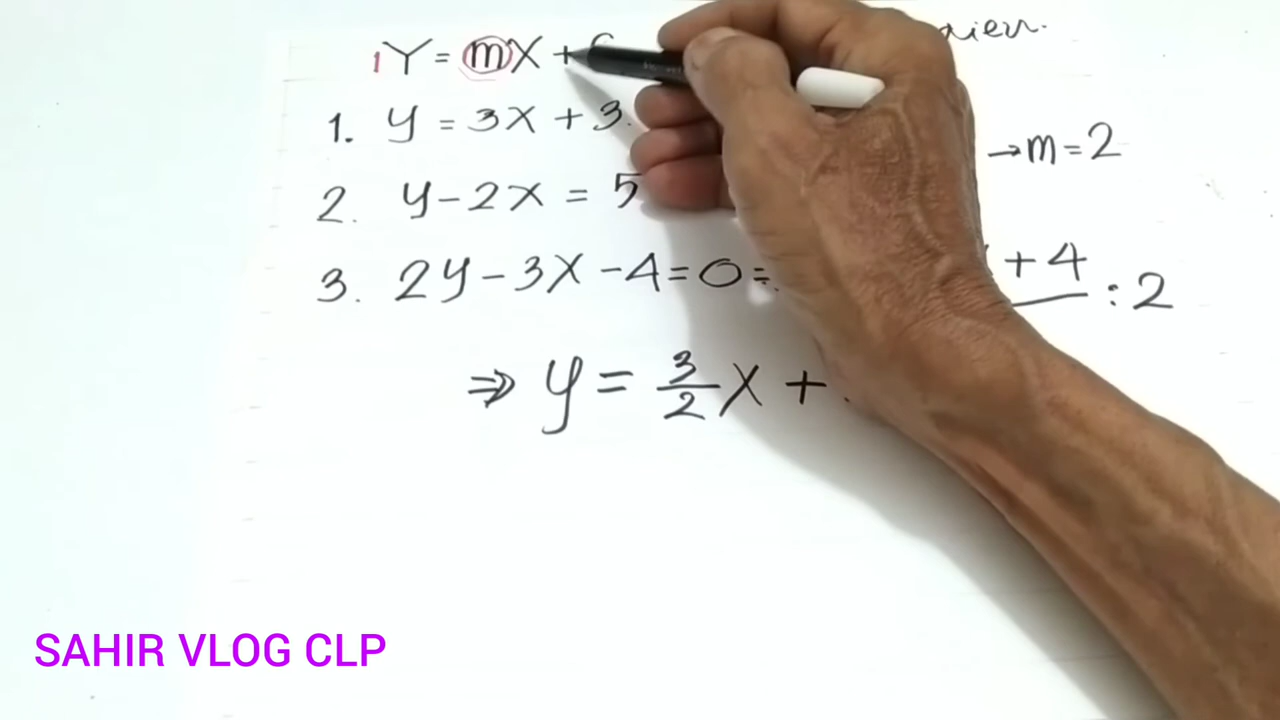 1Y = mX +
1. y = 3X + 3.
→m=2
2. y-2X = 5
3. 2y-3X-4=0= +4 :2
⇒ y = 3/2 X +
SAHIR VLOG CLP